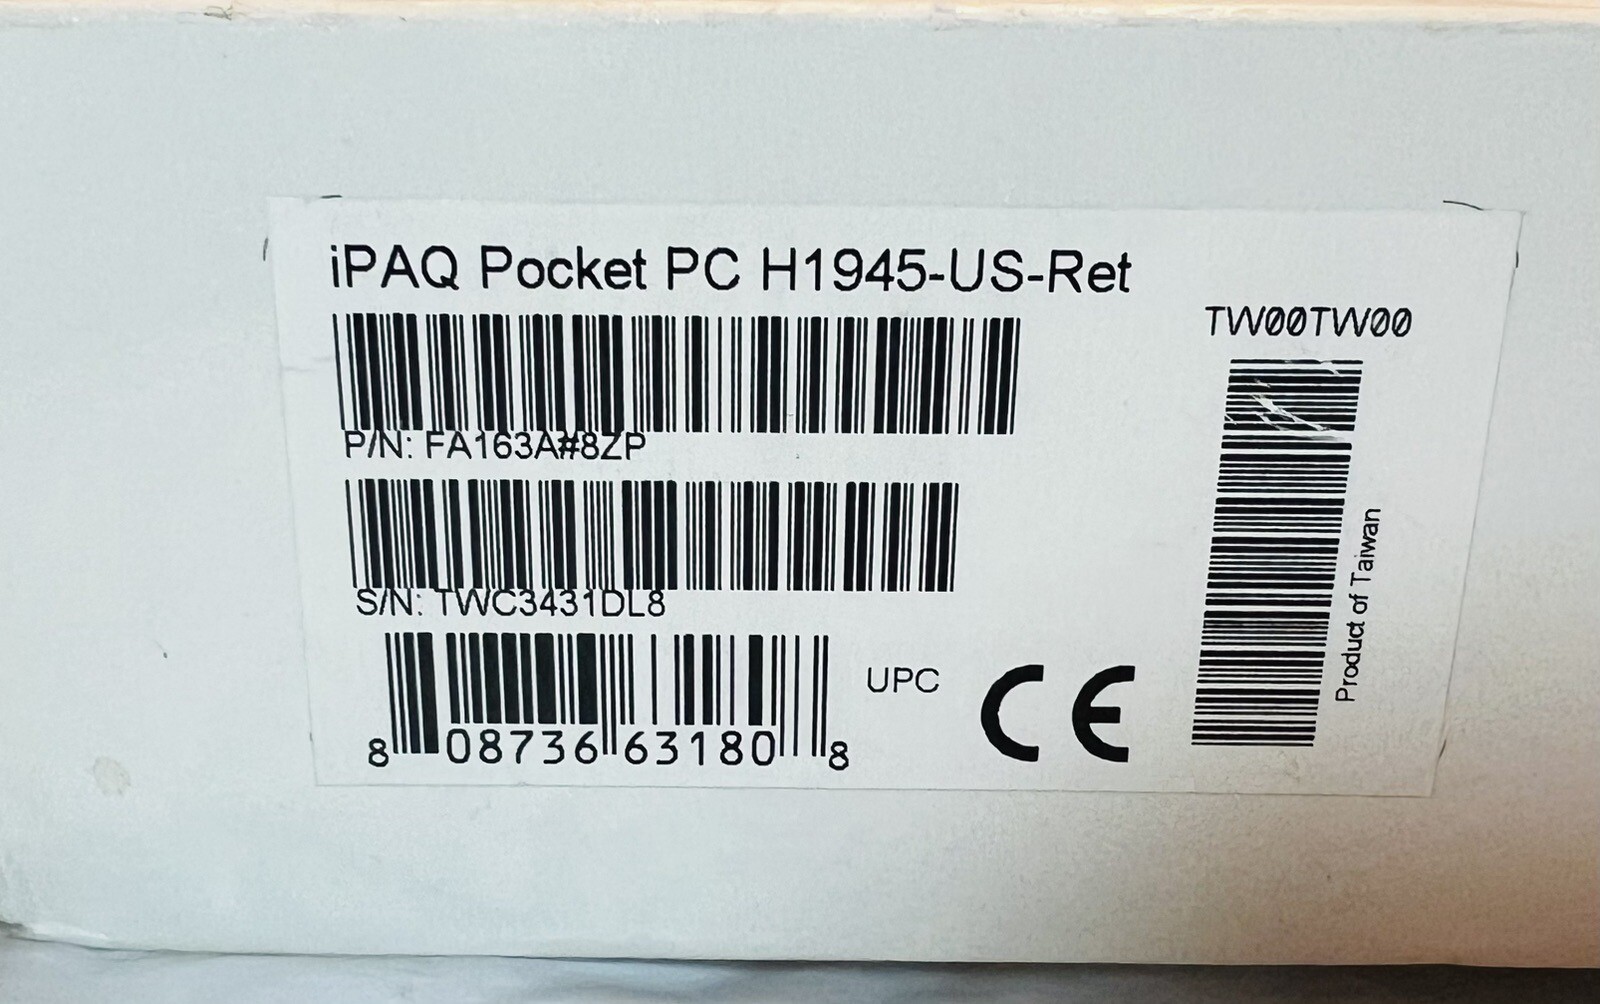 iPAQ Pocket PC H1945-US-Ret
TW00TW00
P/N: FA163A#8ZP
S/N: TWC3431DL8
UPC
CE
8 08736 63180 8
Product of Taiwan